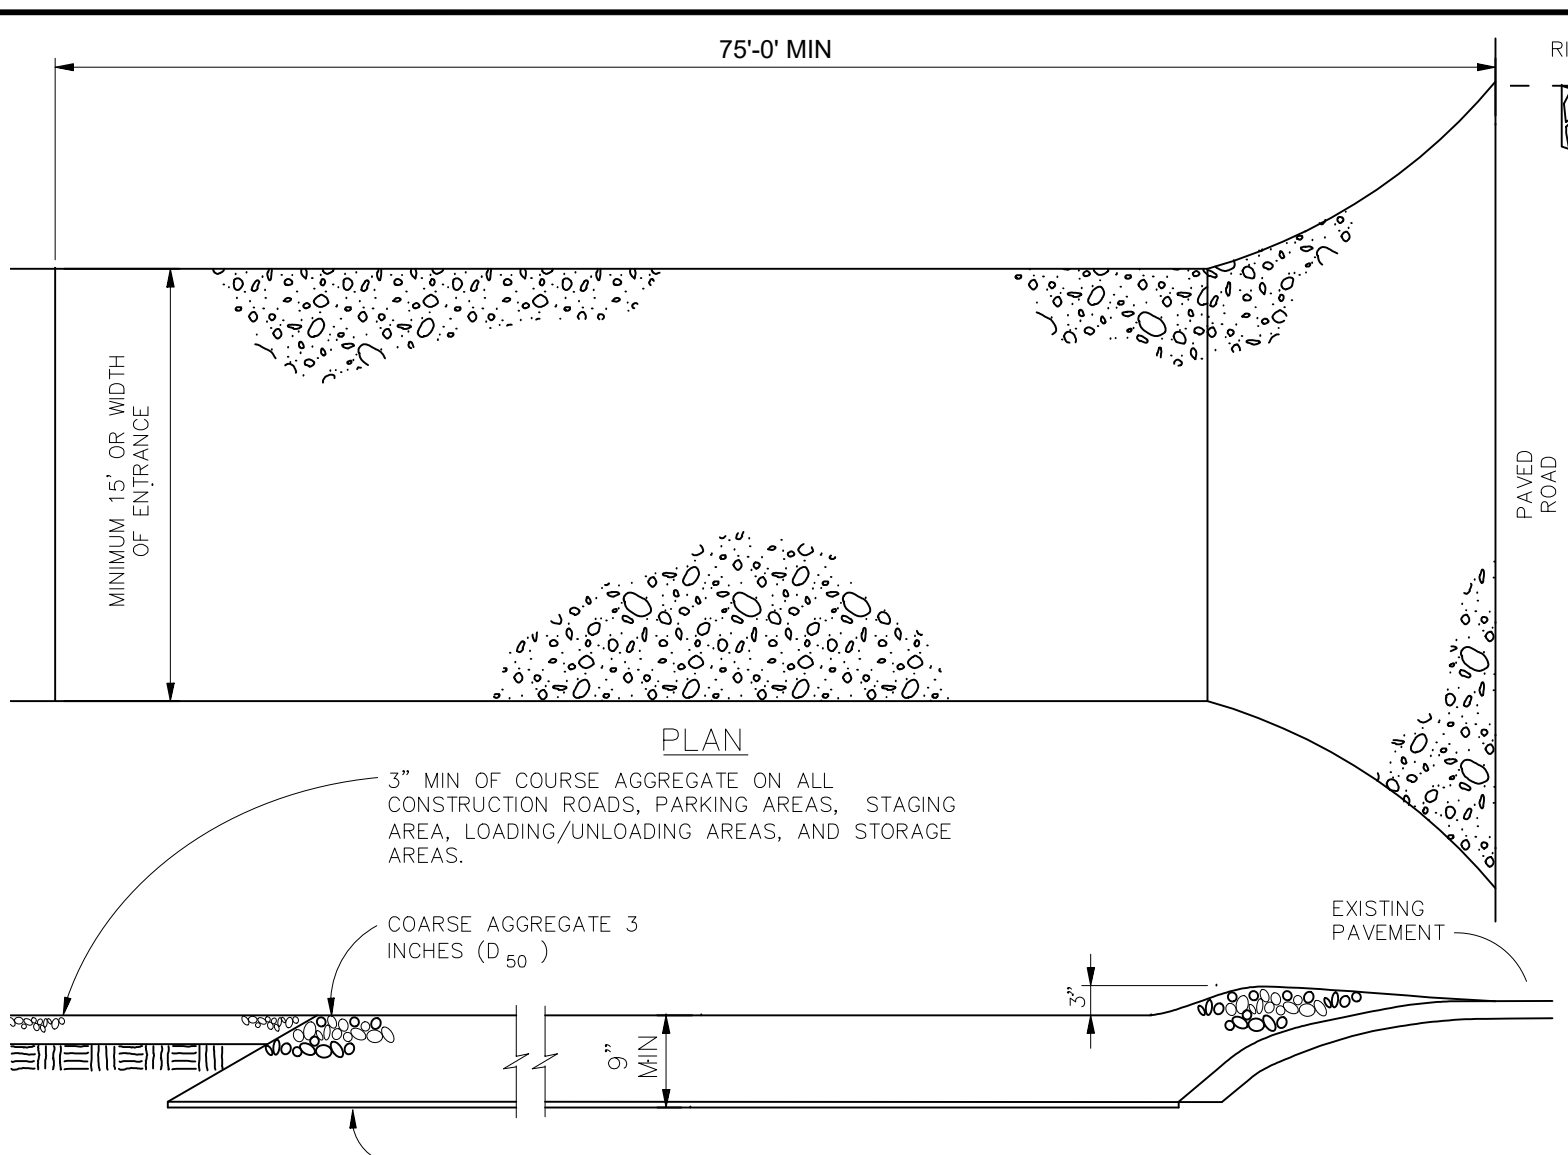 75'-0' MIN
RI
MINIMUM 15' OR WIDTH
OF ENTRANCE
PAVED
ROAD
PLAN
3” MIN OF COURSE AGGREGATE ON ALL
CONSTRUCTION ROADS, PARKING AREAS, STAGING
AREA, LOADING/UNLOADING AREAS, AND STORAGE
AREAS.
COARSE AGGREGATE 3
INCHES (D50)
EXISTING
PAVEMENT
3”
9”
MIN